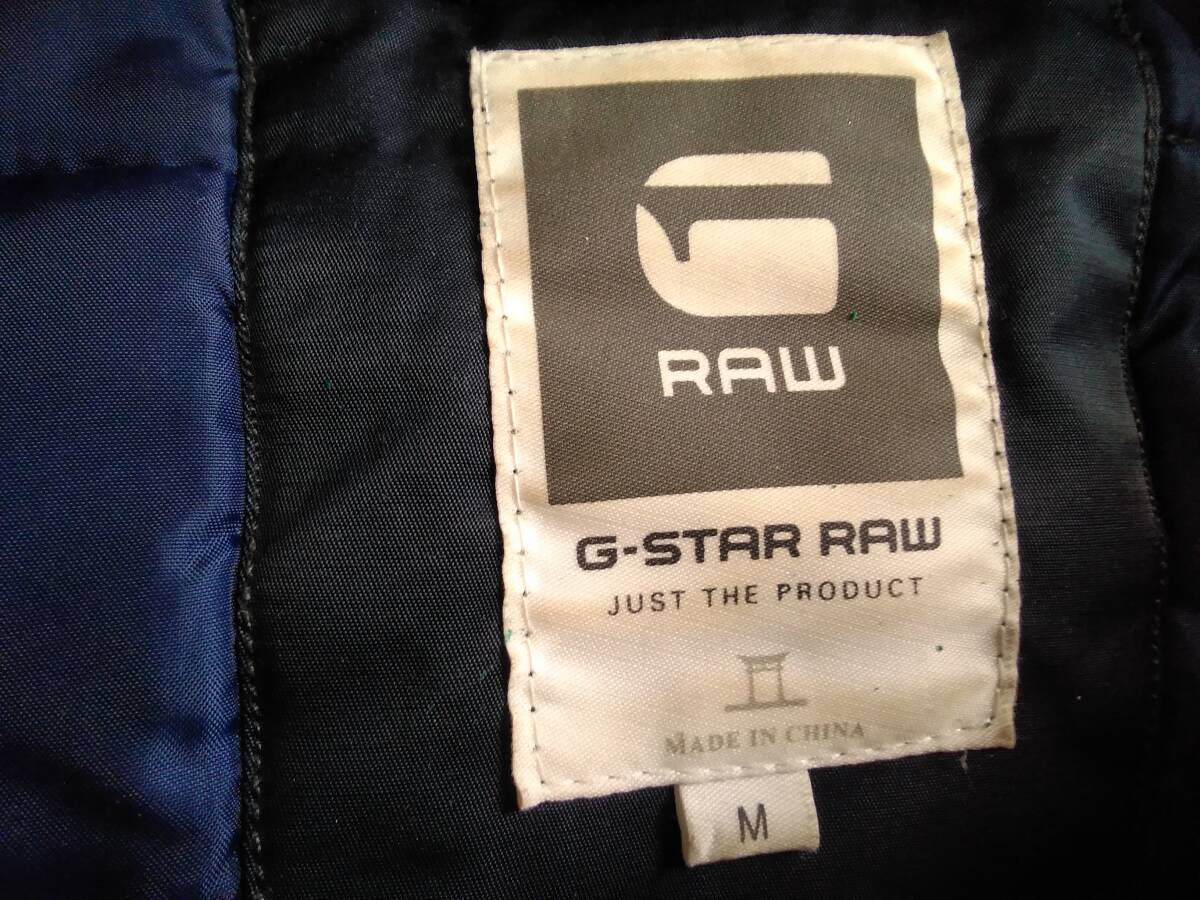 G
RAW
G-STAR RAW
JUST THE PRODUCT
MADE IN CHINA
M